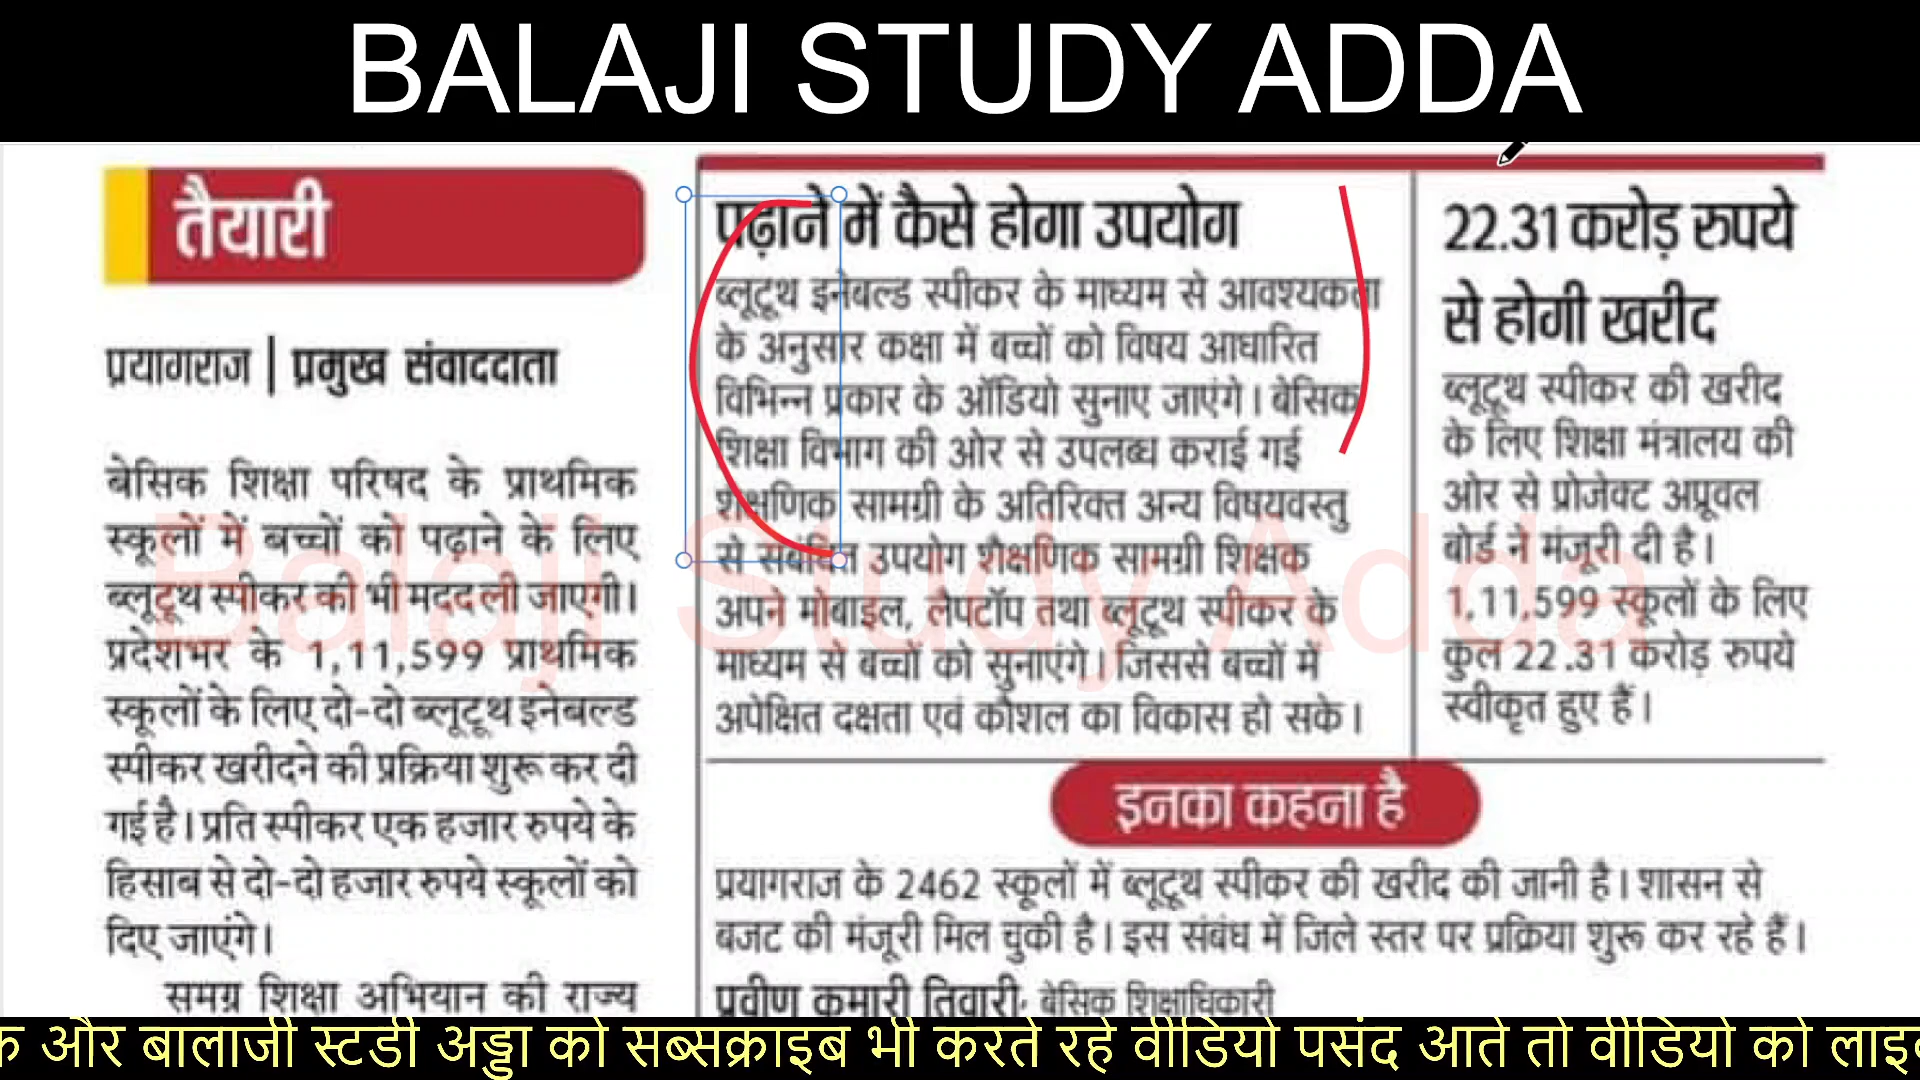 BALAJI STUDY ADDA
तैयारी
प्रयागराज | प्रमुख संवाददाता
बेसिक शिक्षा परिषद के प्राथमिक
स्कूलों में बच्चों को पढ़ाने के लिए
ब्लूटूथ स्पीकर की भी मदद ली जाएगी।
प्रदेशभर के 1,11,599 प्राथमिक
स्कूलों के लिए दो-दो ब्लूटूथ इनेबल्ड
स्पीकर खरीदने की प्रक्रिया शुरू कर दी
गई है। प्रति स्पीकर एक हजार रुपये के
हिसाब से दो-दो हजार रुपये स्कूलों को
दिए जाएंगे।
समग्र शिक्षा अभियान की राज्य
पढ़ाने में कैसे होगा उपयोग
ब्लूटूथ इनेबल्ड स्पीकर के माध्यम से आवश्यकता
के अनुसार कक्षा में बच्चों को विषय आधारित
विभिन्न प्रकार के ऑडियो सुनाए जाएंगे। बेसिक
शिक्षा विभाग की ओर से उपलब्ध कराई गई
शैक्षणिक सामग्री के अतिरिक्त अन्य विषयवस्तु
से संबंधित उपयोग शैक्षणिक सामग्री शिक्षक
अपने मोबाइल, लैपटॉप तथा ब्लूटूथ स्पीकर के
माध्यम से बच्चों को सुनाएंगे। जिससे बच्चों में
अपेक्षित दक्षता एवं कौशल का विकास हो सके।
22.31 करोड़ रुपये
से होगी खरीद
ब्लूटूथ स्पीकर की खरीद
के लिए शिक्षा मंत्रालय की
ओर से प्रोजेक्ट अप्रूवल
बोर्ड ने मंजूरी दी है।
1,11,599 स्कूलों के लिए
कुल 22.31 करोड़ रुपये
स्वीकृत हुए हैं।
इनका कहना है
प्रयागराज के 2462 स्कूलों में ब्लूटूथ स्पीकर की खरीद की जानी है। शासन से
बजट की मंजूरी मिल चुकी है। इस संबंध में जिले स्तर पर प्रक्रिया शुरू कर रहे हैं।
प्रवीण कुमारी तिवारी, बेसिक शिक्षाधिकारी
Balaji Study Adda
और बालाजी स्टडी अड्डा को सब्सक्राइब भी करते रहे वीडियो पसंद आते तो वीडियो को